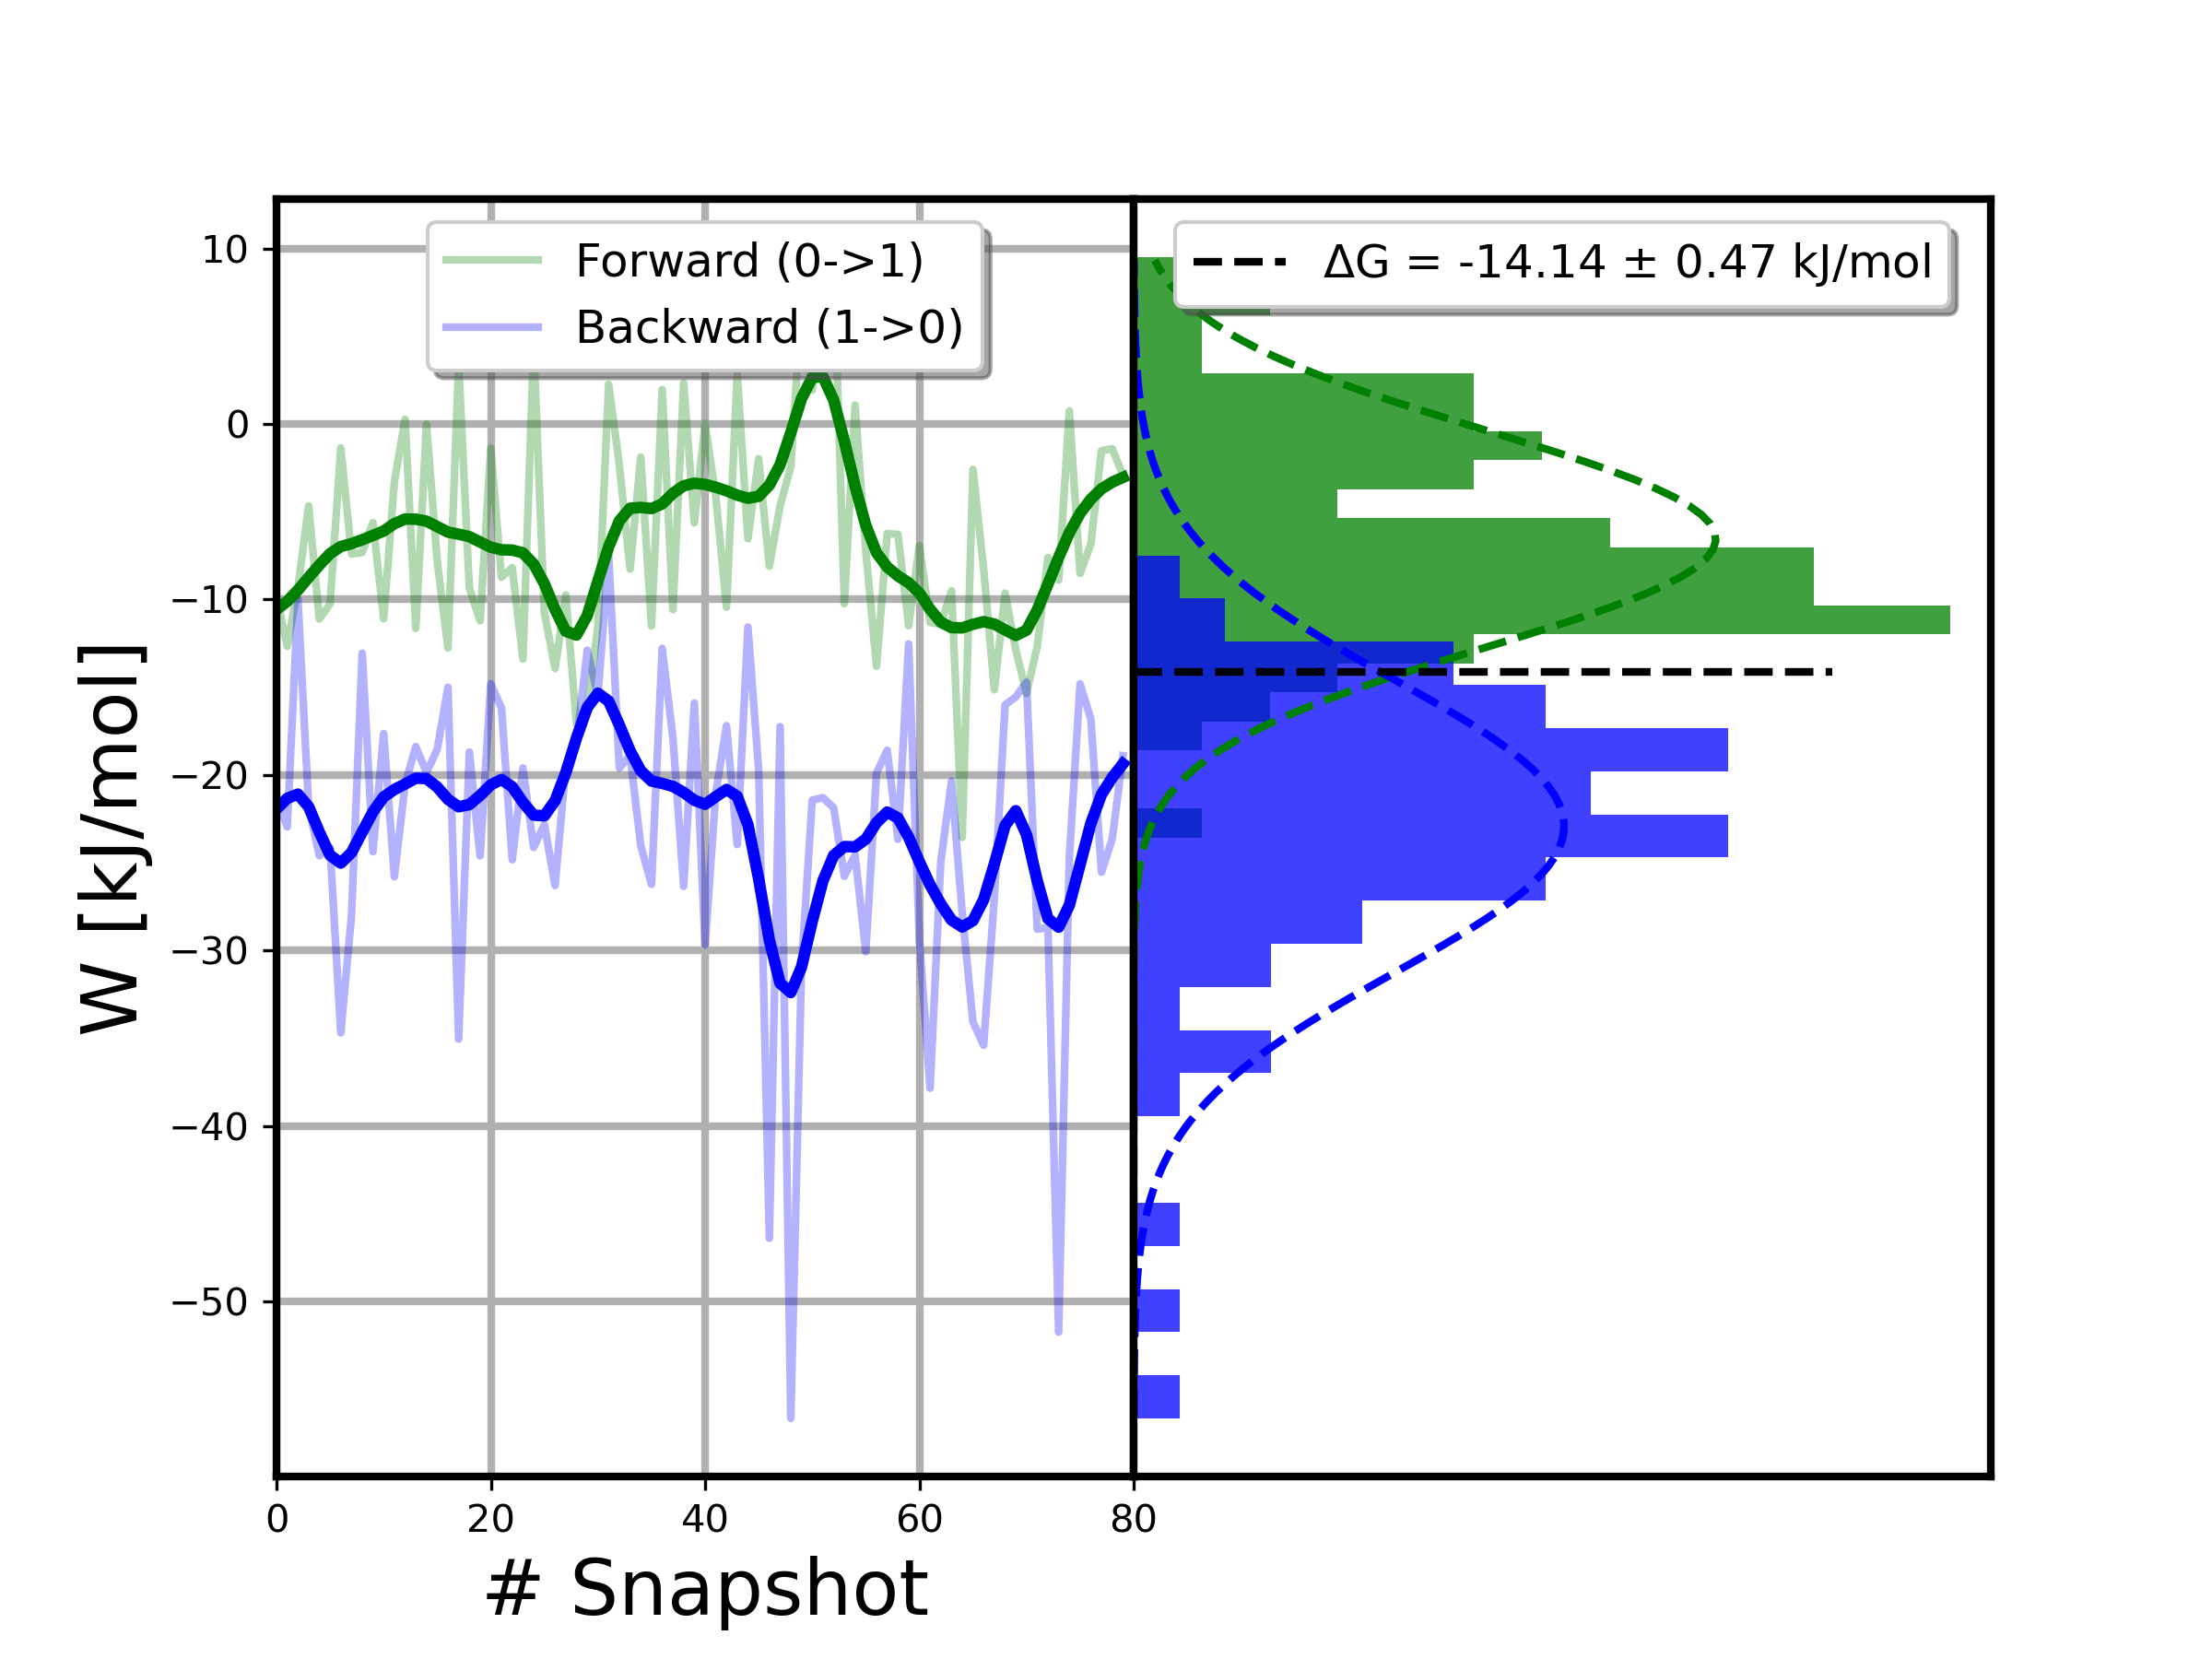 Forward (0->1)
Backward (1->0)
ΔG = -14.14 ± 0.47 kJ/mol
W [kJ/mol]
10
0
−10
−20
−30
−40
−50
0
20
40
60
80
# Snapshot